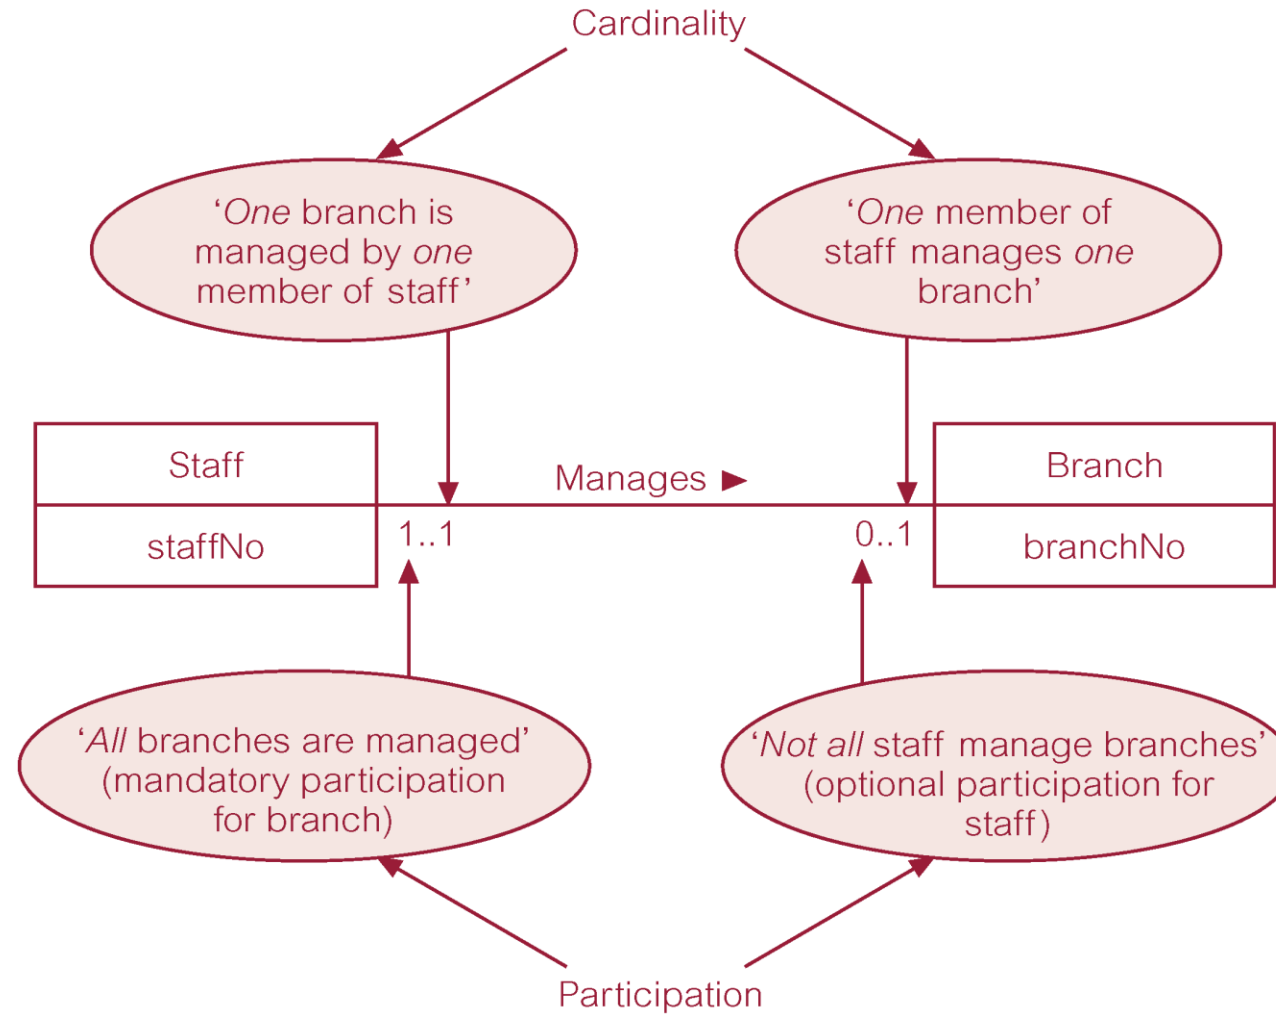 Cardinality
‘One branch is
managed by one
member of staff’
‘One member of
staff manages one
branch’
Staff
Manages ►
Branch
staffNo
1..1
0..1
branchNo
‘All branches are managed’
(mandatory participation
for branch)
‘Not all staff manage branches’
(optional participation for
staff)
Participation